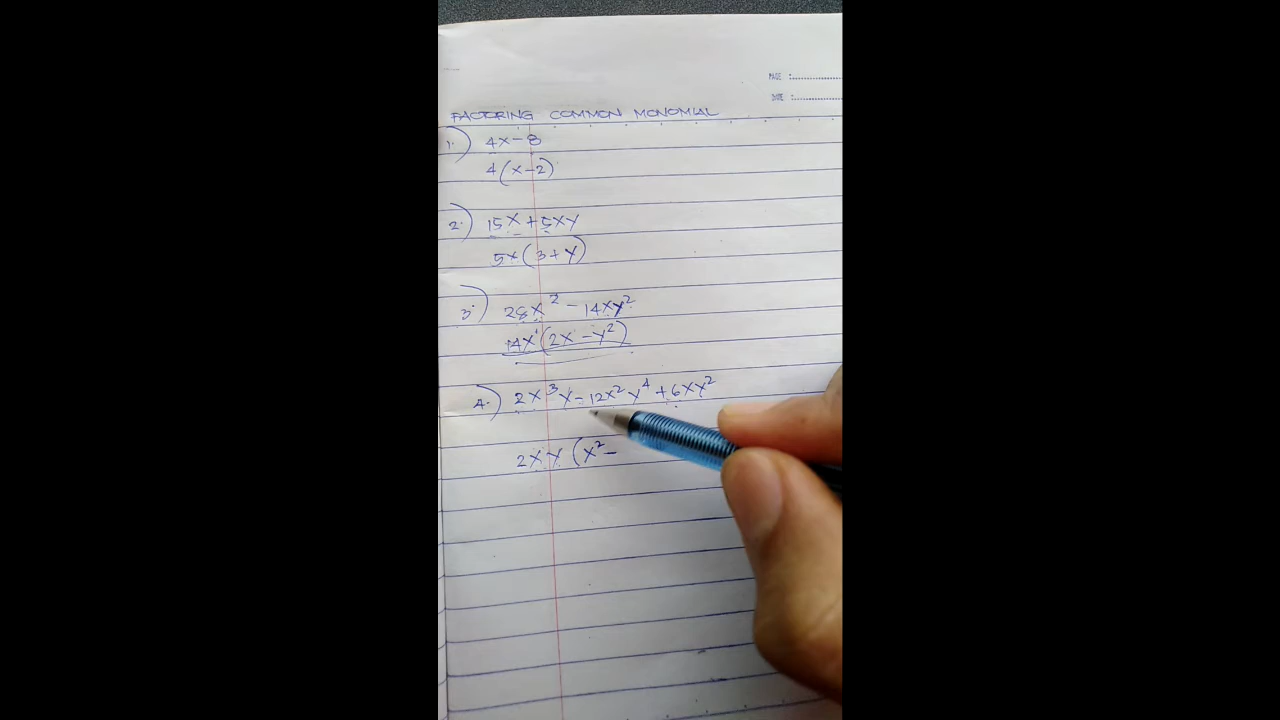 PAGE :
DATE :
FACTORING COMMON MONOMIAL
1.) 4x - 8
4(x-2)
2.) 15x + 5xy
5x(3+y)
3.) 28x² - 14xy²
14x¹(2x - y²)
4.) 2x³y - 12x²y⁴ + 6xy²
2xy(x² -